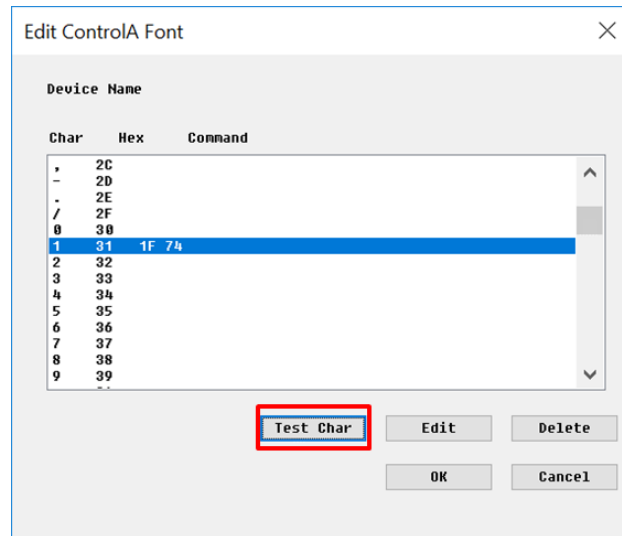 Edit ControlA Font
Device Name
Char Hex Command
, 2C
- 2D
. 2E
/ 2F
0 30
1 31 1F 74
2 32
3 33
4 34
5 35
6 36
7 37
8 38
9 39
Test Char Edit Delete
OK Cancel